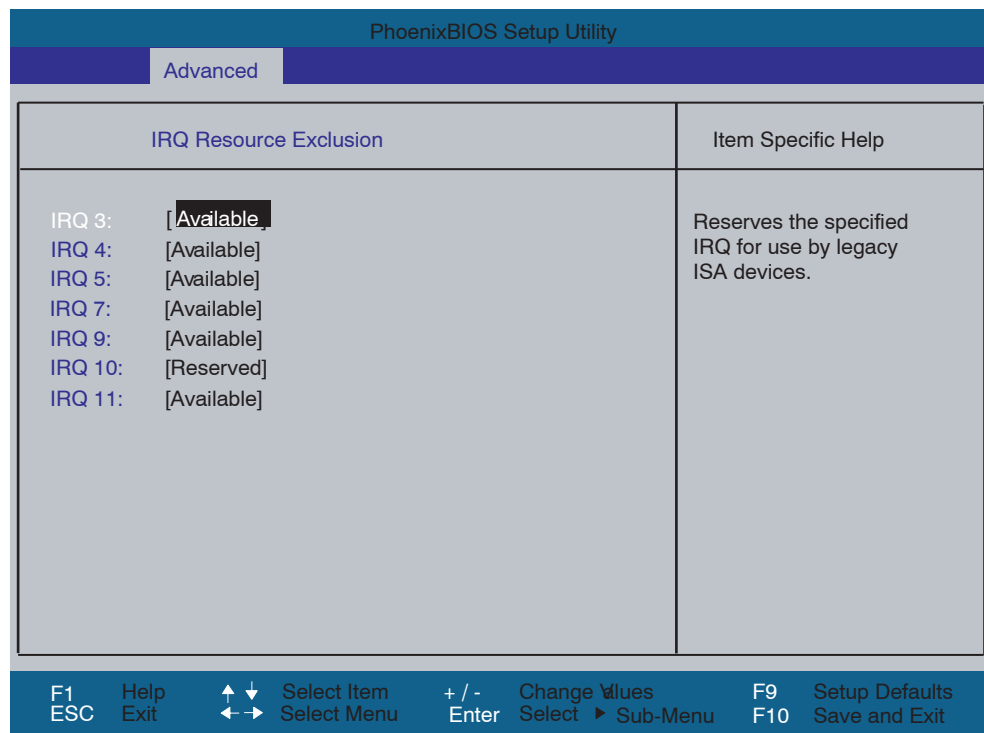 PhoenixBIOS Setup Utility
Advanced
IRQ Resource Exclusion
Item Specific Help
IRQ 3: [Available]
IRQ 4: [Available]
IRQ 5: [Available]
IRQ 7: [Available]
IRQ 9: [Available]
IRQ 10: [Reserved]
IRQ 11: [Available]
Reserves the specified
IRQ for use by legacy
ISA devices.
F1 Help Select Item + / - Change Values F9 Setup Defaults
ESC Exit Select Menu Enter Select Sub-Menu F10 Save and Exit